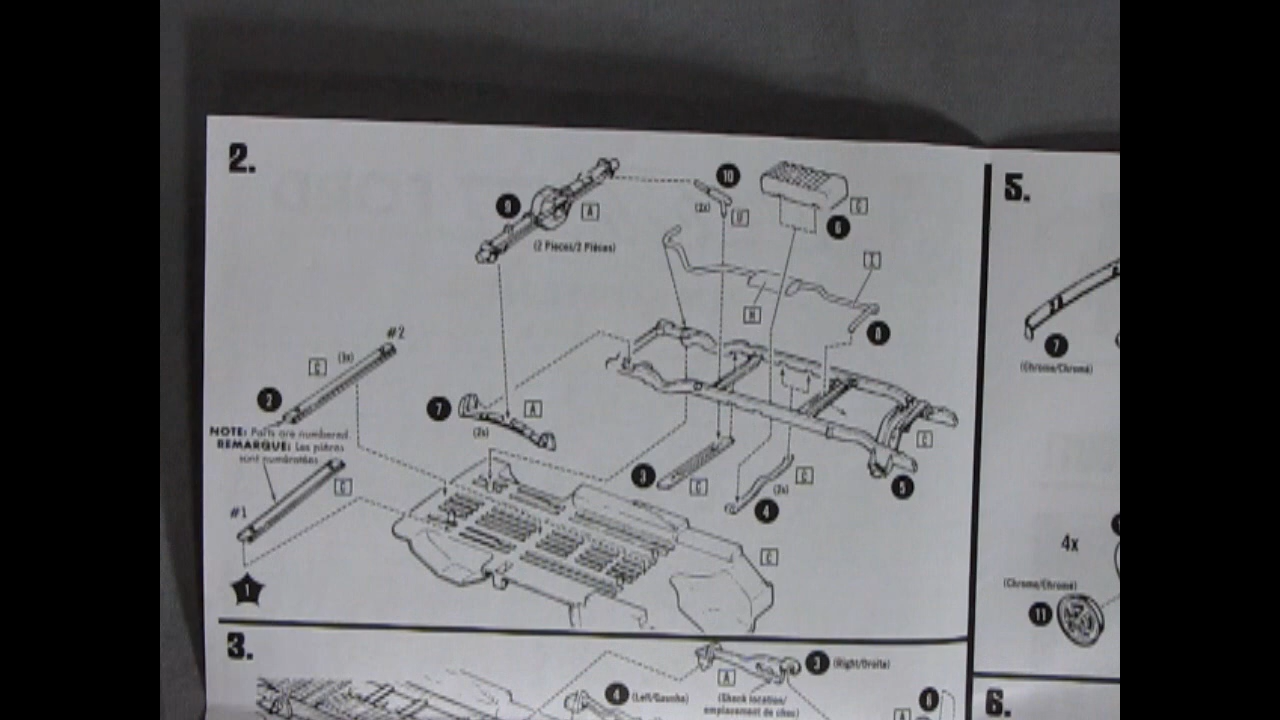 2.
9
A
(2 Pieces/2 Pièces)
10
(2x)
U
C
6
I
H
8
#2
(3x)
C
2
NOTE: Parts are numbered
REMARQUE: Les pièces
sont numérotées
C
#1
1
7
A
(2x)
3
C
C
(2x)
4
C
5
C
3.
3 (Right/Droite)
A
4 (Left/Gauche)
(Shock location/
emplacement de choc)
A
5.
7
(Chrome/Chromé)
4x
(Chrome/Chromé)
11
6.